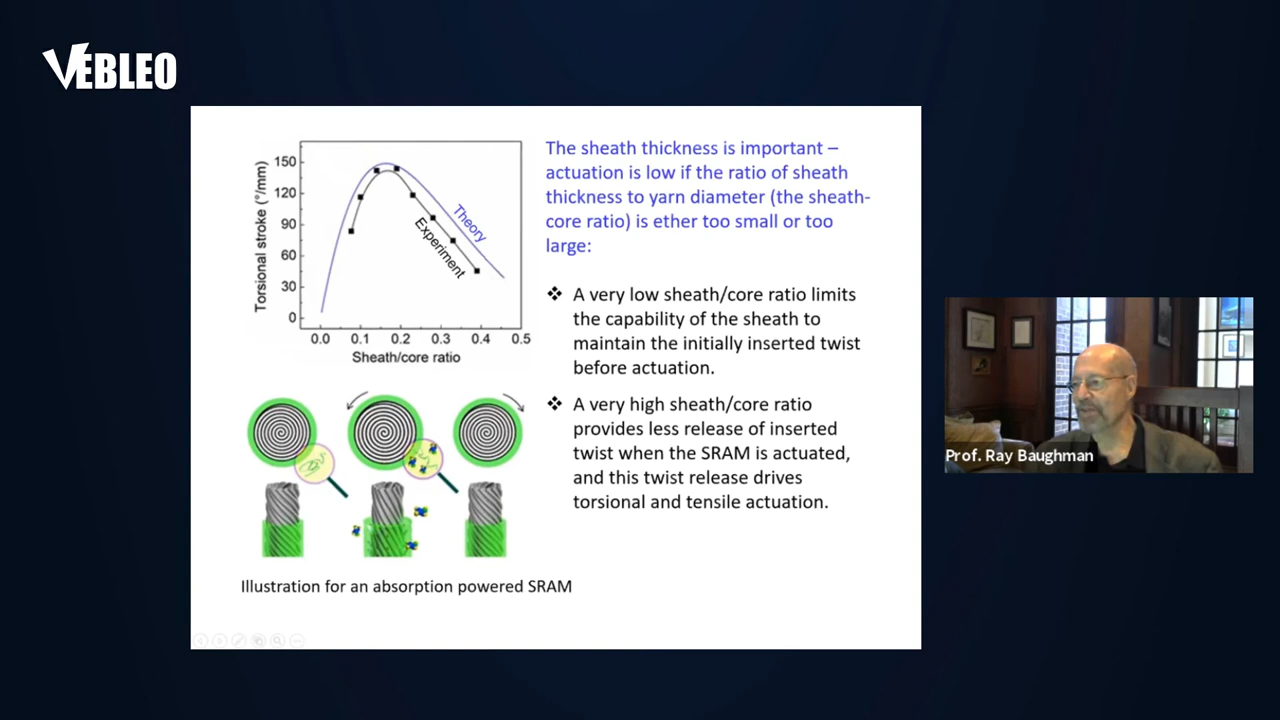 VEBLEO
Torsional stroke (°/mm)
150
120
90
60
30
0
Theory
Experiment
0.0 0.1 0.2 0.3 0.4 0.5
Sheath/core ratio
The sheath thickness is important –
actuation is low if the ratio of sheath
thickness to yarn diameter (the sheath-
core ratio) is ether too small or too
large:
❖ A very low sheath/core ratio limits
the capability of the sheath to
maintain the initially inserted twist
before actuation.
❖ A very high sheath/core ratio
provides less release of inserted
twist when the SRAM is actuated,
and this twist release drives
torsional and tensile actuation.
Illustration for an absorption powered SRAM
Prof. Ray Baughman